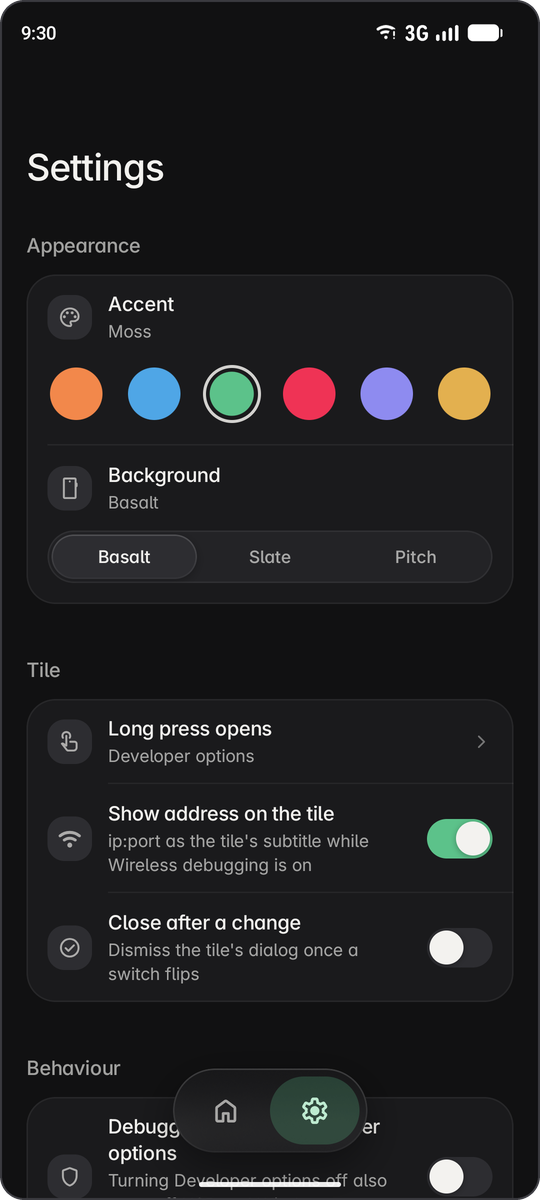 9:30
3G
Settings
Appearance
Accent
Moss
Background
Basalt
Basalt Slate Pitch
Tile
Long press opens
Developer options
Show address on the tile
ip:port as the tile's subtitle while
Wireless debugging is on
Close after a change
Dismiss the tile's dialog once a
switch flips
Behaviour
options
Turning Developer options off also